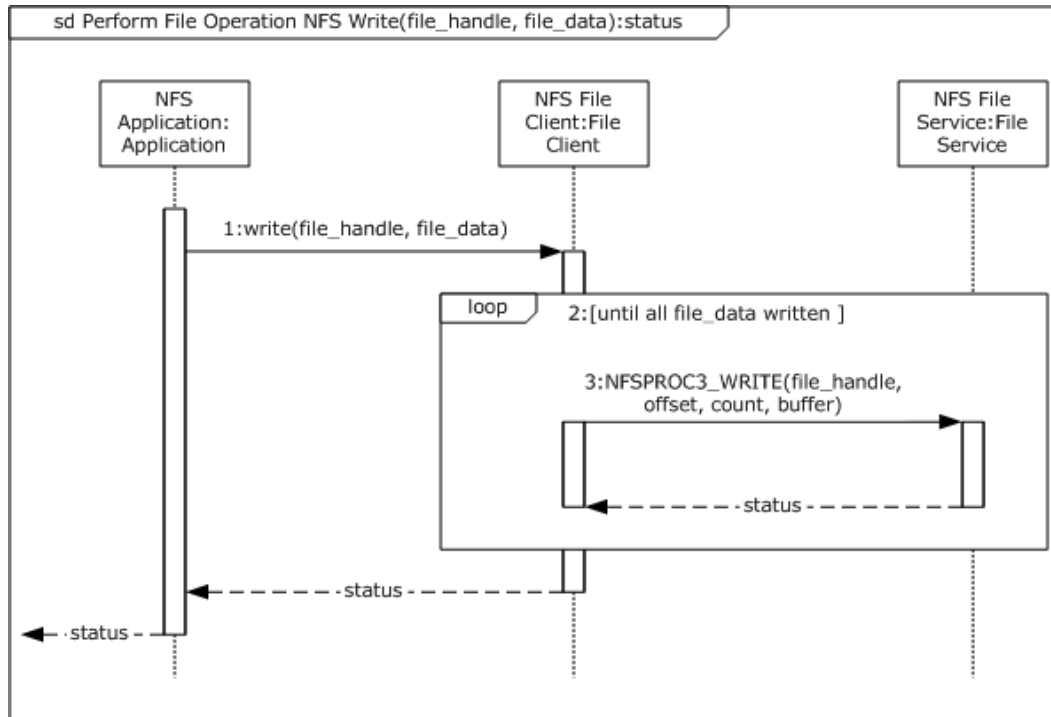 sd Perform File Operation NFS Write(file_handle, file_data):status
NFS
Application:
Application
NFS File
Client:File
Client
NFS File
Service:File
Service
1:write(file_handle, file_data)
loop
2:[until all file_data written ]
3:NFSPROC3_WRITE(file_handle,
offset, count, buffer)
status
status
status